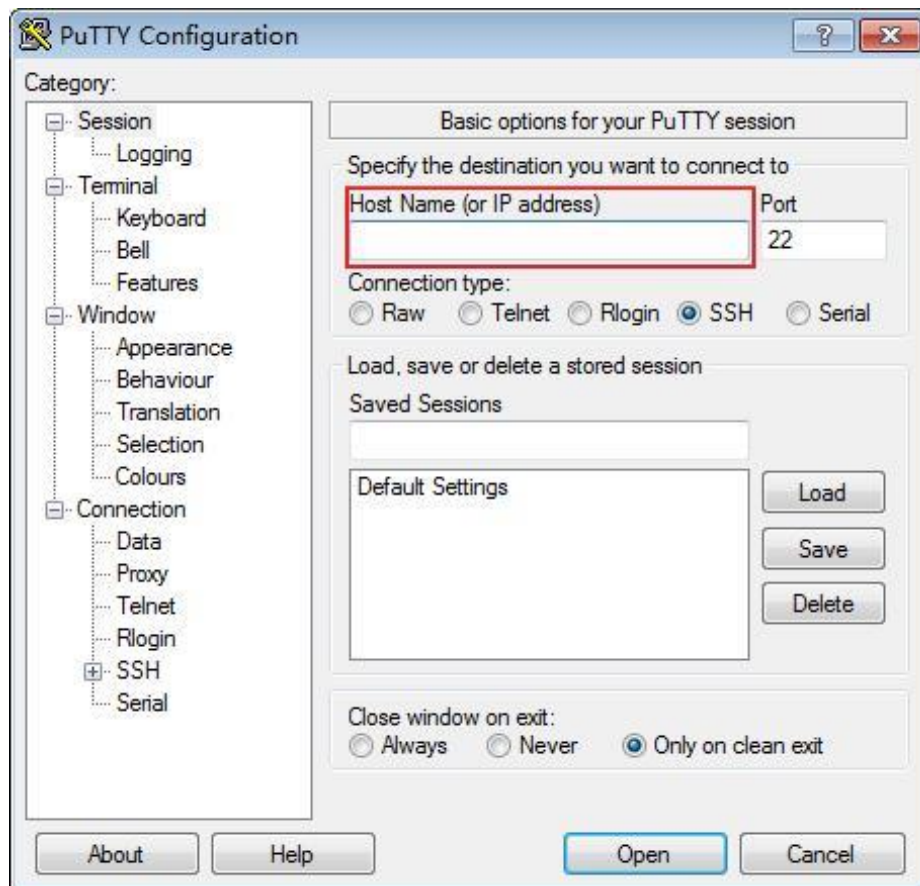 PuTTY Configuration
Category:
Session
Logging
Terminal
Keyboard
Bell
Features
Window
Appearance
Behaviour
Translation
Selection
Colours
Connection
Data
Proxy
Telnet
Rlogin
SSH
Serial
Basic options for your PuTTY session
Specify the destination you want to connect to
Host Name (or IP address) Port
22
Connection type:
Raw Telnet Rlogin SSH Serial
Load, save or delete a stored session
Saved Sessions
Default Settings
Load
Save
Delete
Close window on exit:
Always Never Only on clean exit
About Help Open Cancel